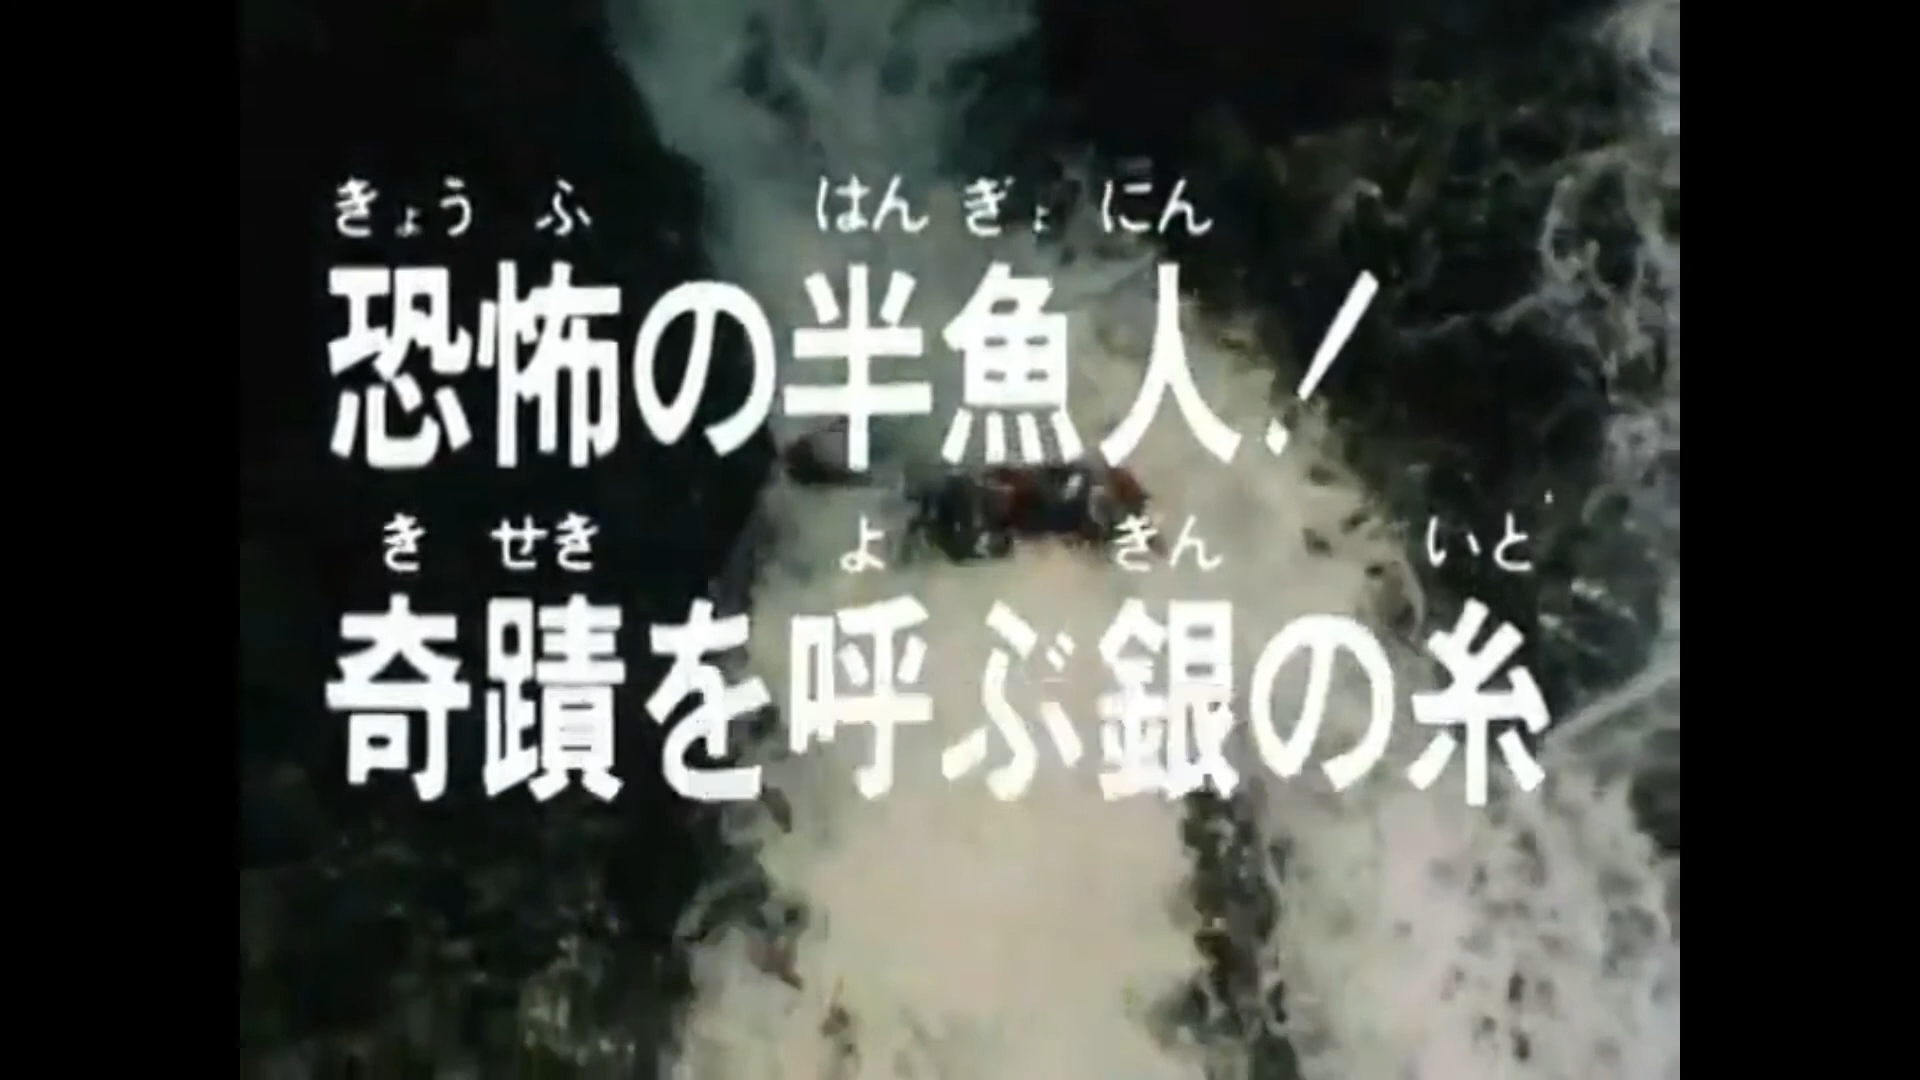 きょうふ はんぎょにん
恐怖の半魚人！
きせき よ ぎん いと
奇蹟を呼ぶ銀の糸